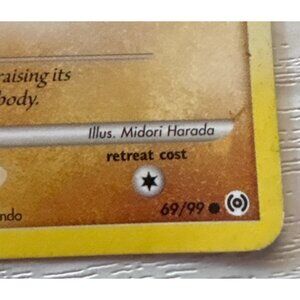 raising its
body.
Illus. Midori Harada
retreat cost
69/99
ndo